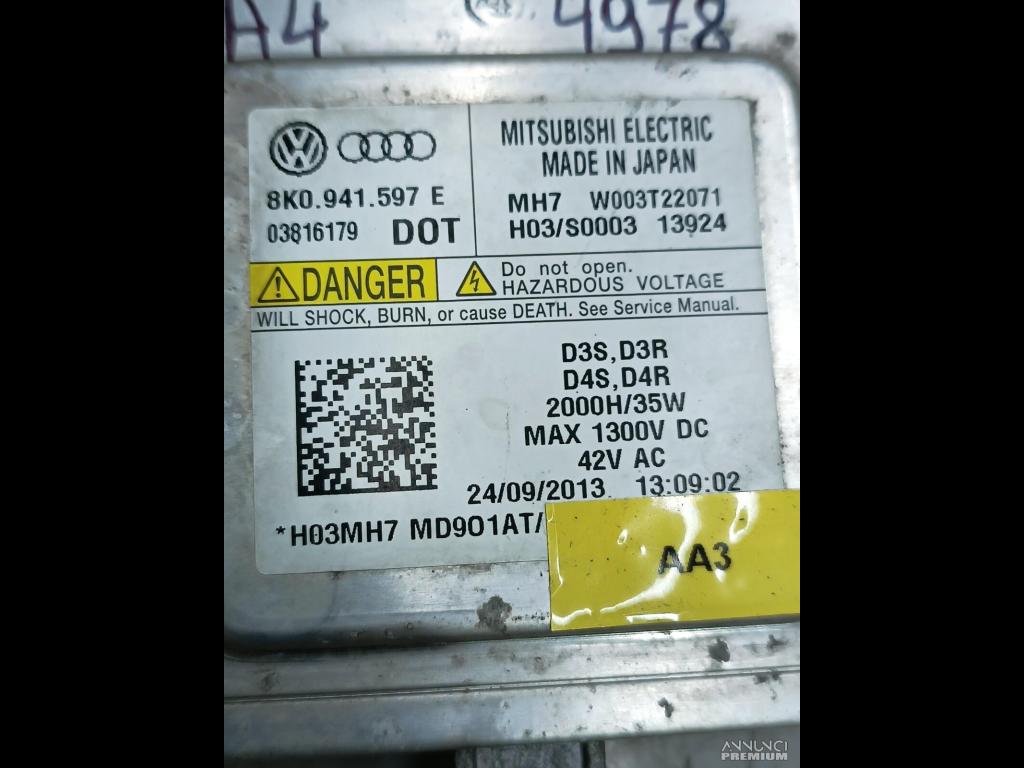 A4
4978
8K0.941.597 E
03816179 DOT
MITSUBISHI ELECTRIC
MADE IN JAPAN
MH7 W003T22071
H03/S0003 13924
DANGER
Do not open.
HAZARDOUS VOLTAGE
WILL SHOCK, BURN, or cause DEATH. See Service Manual.
D3S,D3R
D4S,D4R
2000H/35W
MAX 1300V DC
42V AC
24/09/2013 13:09:02
*H03MH7 MD9O1AT/
AA3
ANNUNCI
PREMIUM